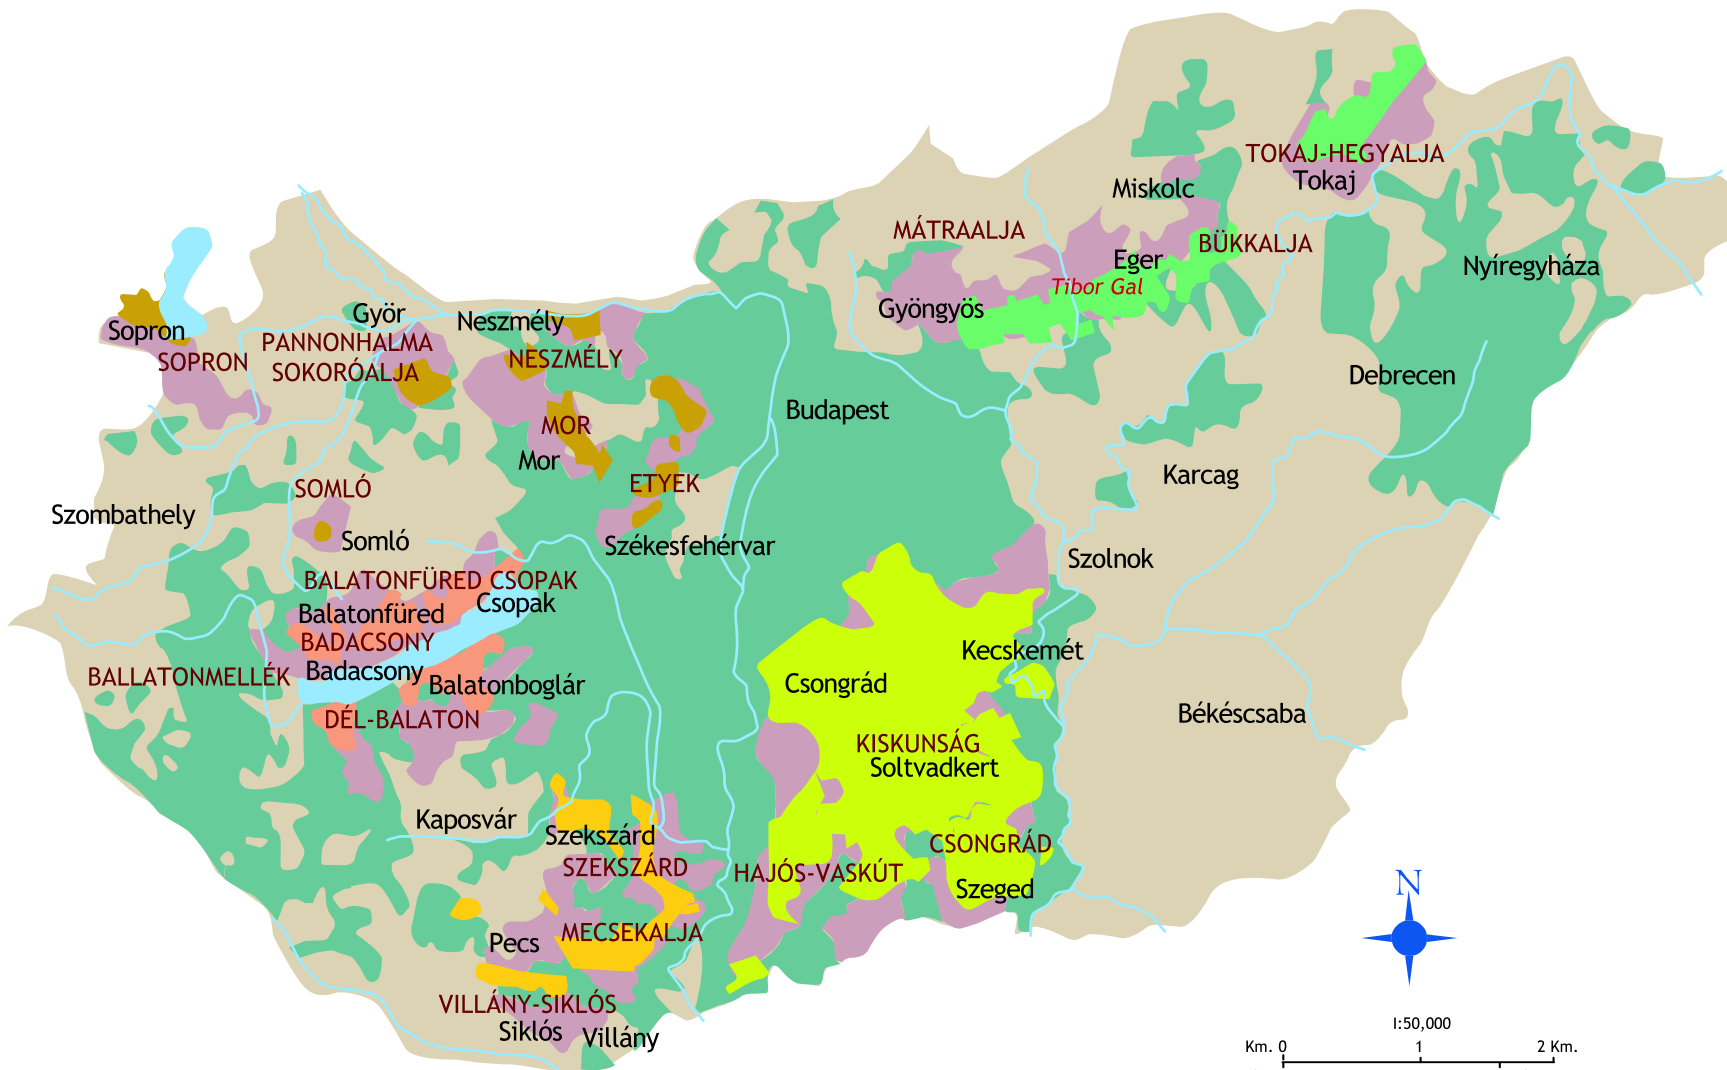 TOKAJ-HEGYALJA
Tokaj
Miskolc
MÁTRAALJA
BÜKKALJA
Eger
Nyíregyháza
Tibor Gal
Gyöngyös
Györ
Neszmély
Sopron
PANNONHALMA
SOKORÓALJA
SOPRON
NESZMÉLY
Debrecen
Budapest
MOR
Mor
Karcag
ETYEK
SOMLÓ
Szombathely
Somló
Székesfehérvar
Szolnok
BALATONFÜRED CSOPAK
Csopak
Balatonfüred
BADACSONY
Kecskemét
Badacsony
BALLATONMELLÉK
Balatonboglár
Csongrád
DÉL-BALATON
Békéscsaba
KISKUNSÁG
Soltvadkert
Kaposvár
Szekszárd
CSONGRÁD
SZEKSZÁRD
HAJÓS-VASKÚT
Szeged
N
MECSEKALJA
Pecs
VILLÁNY-SIKLÓS
Siklós
Villány
I:50,000
Km. 0 1 2 Km.